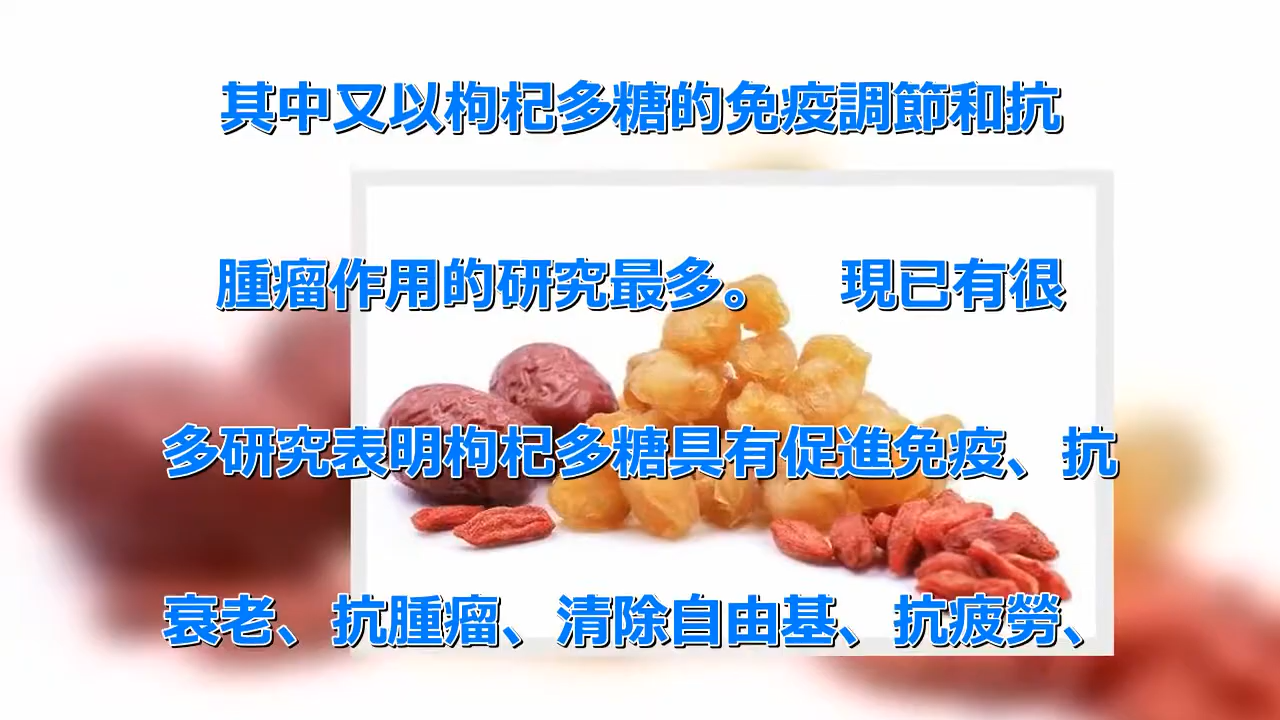 其中又以枸杞多糖的免疫調節和抗
腫瘤作用的研究最多。　現已有很
多研究表明枸杞多糖具有促進免疫、抗
衰老、抗腫瘤、清除自由基、抗疲勞、